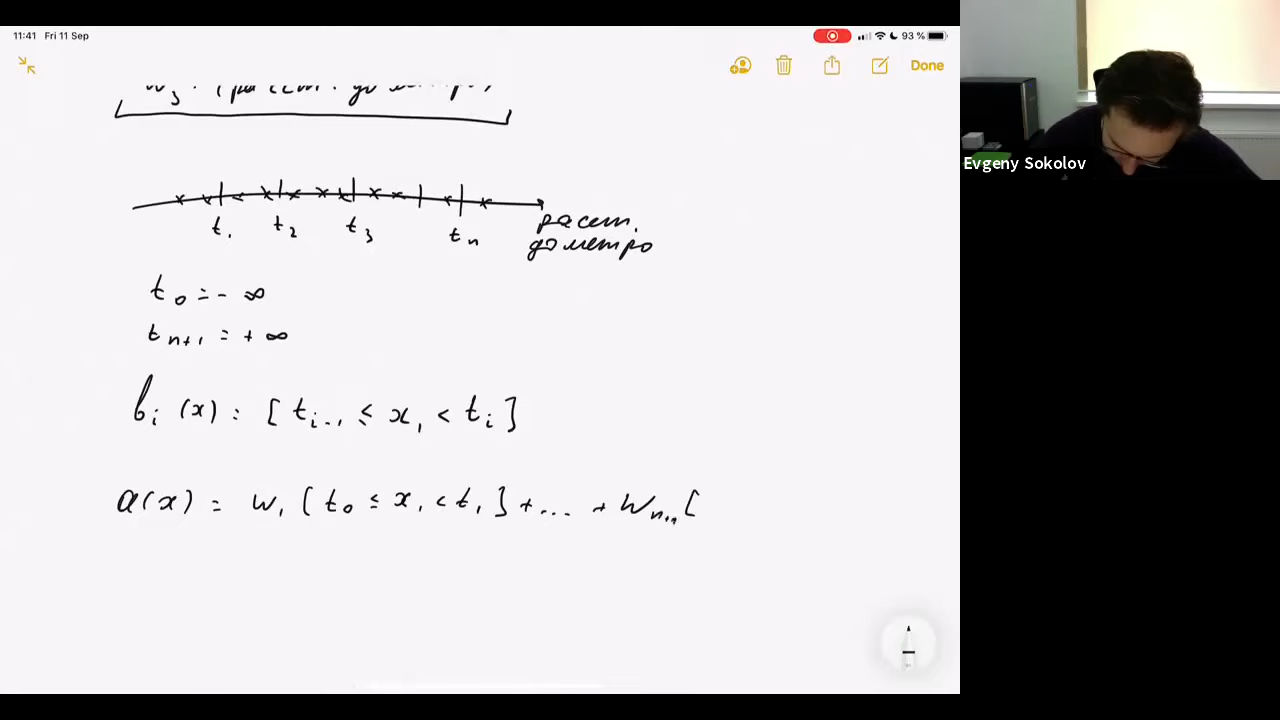 11:41 Fri 11 Sep
93 %
Done
Evgeny Sokolov
t₁ t₂ t₃ tₙ
расст.
до метро
t₀ = - ∞
tₙ₊₁ = + ∞
bᵢ (x) = [ tᵢ₋₁ ≤ x₁ < tᵢ ]
a(x) = w₁ [ t₀ ≤ x₁ < t₁ ] + ... + wₙ₊₁ [